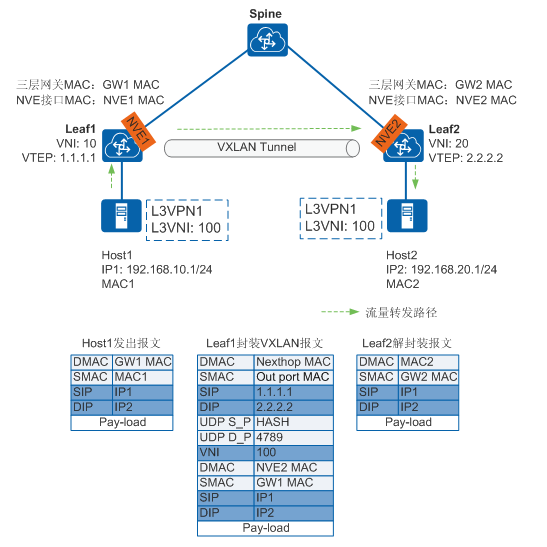 Spine
三层网关MAC：GW1 MAC
NVE接口MAC：NVE1 MAC
三层网关MAC：GW2 MAC
NVE接口MAC：NVE2 MAC
Leaf1
VNI: 10
VTEP: 1.1.1.1
NVE1
VXLAN Tunnel
NVE2
Leaf2
VNI: 20
VTEP: 2.2.2.2
L3VPN1
L3VNI: 100
L3VPN1
L3VNI: 100
Host1
IP1: 192.168.10.1/24
MAC1
Host2
IP2: 192.168.20.1/24
MAC2
流量转发路径
Host1发出报文
DMAC GW1 MAC
SMAC MAC1
SIP IP1
DIP IP2
Pay-load
Leaf1封装VXLAN报文
DMAC Nexthop MAC
SMAC Out port MAC
SIP 1.1.1.1
DIP 2.2.2.2
UDP S_P HASH
UDP D_P 4789
VNI 100
DMAC NVE2 MAC
SMAC GW1 MAC
SIP IP1
DIP IP2
Pay-load
Leaf2解封装报文
DMAC MAC2
SMAC GW2 MAC
SIP IP1
DIP IP2
Pay-load